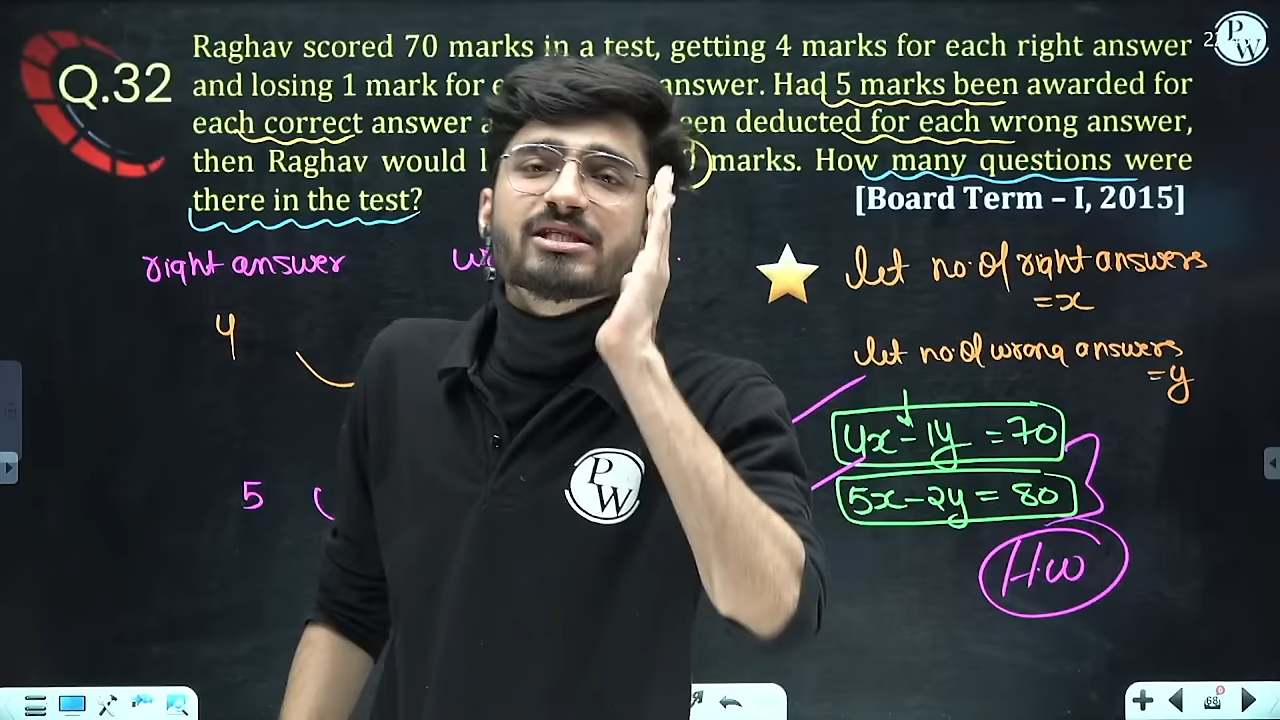 Raghav scored 70 marks in a test, getting 4 marks for each right answer
Q.32
and losing 1 mark for answer. Had 5 marks been awarded for
each correct answer deducted for each wrong answer,
then Raghav would marks. How many questions were
there in the test?
[Board Term – I, 2015]
right answer
let no. of right answers
= x
4
let no. of wrong answers
= y
4x - 1y = 70
5 5x - 2y = 80
H.W
P
W
P
W
68